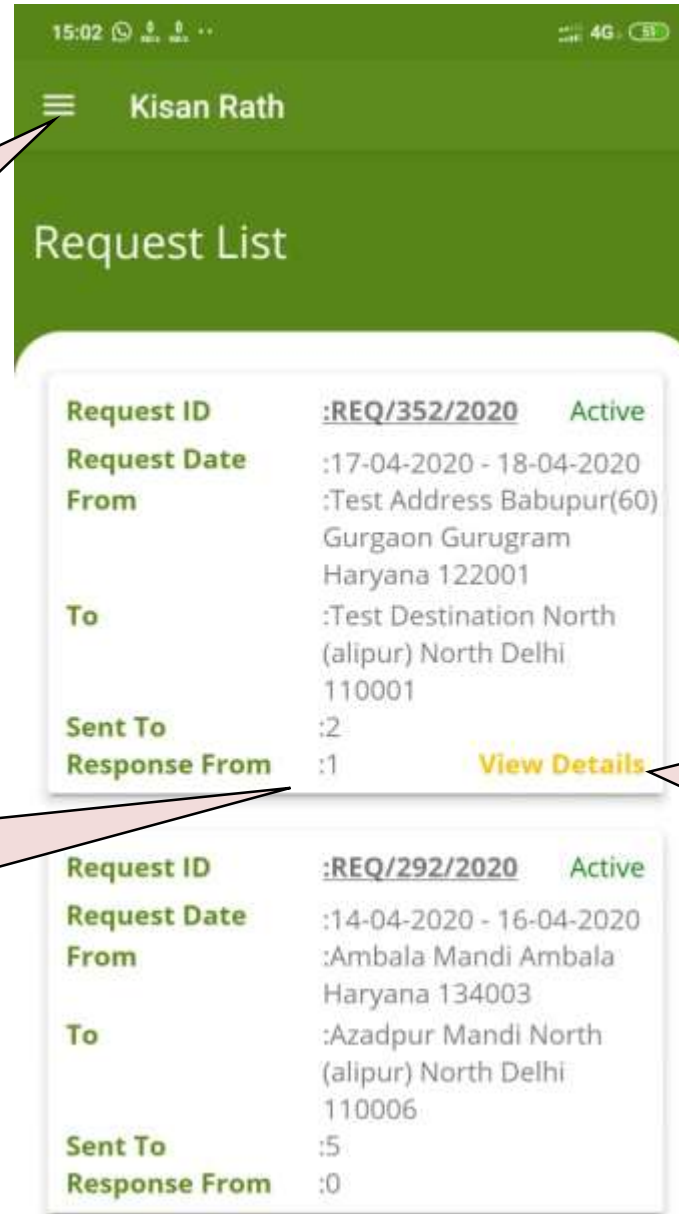 15:02
4G 51
Kisan Rath
Request List
Request ID :REQ/352/2020 Active
Request Date :17-04-2020 - 18-04-2020
From :Test Address Babupur(60)
Gurgaon Gurugram
Haryana 122001
To :Test Destination North
(alipur) North Delhi
110001
Sent To :2
Response From :1 View Details
Request ID :REQ/292/2020 Active
Request Date :14-04-2020 - 16-04-2020
From :Ambala Mandi Ambala
Haryana 134003
To :Azadpur Mandi North
(alipur) North Delhi
110006
Sent To :5
Response From :0